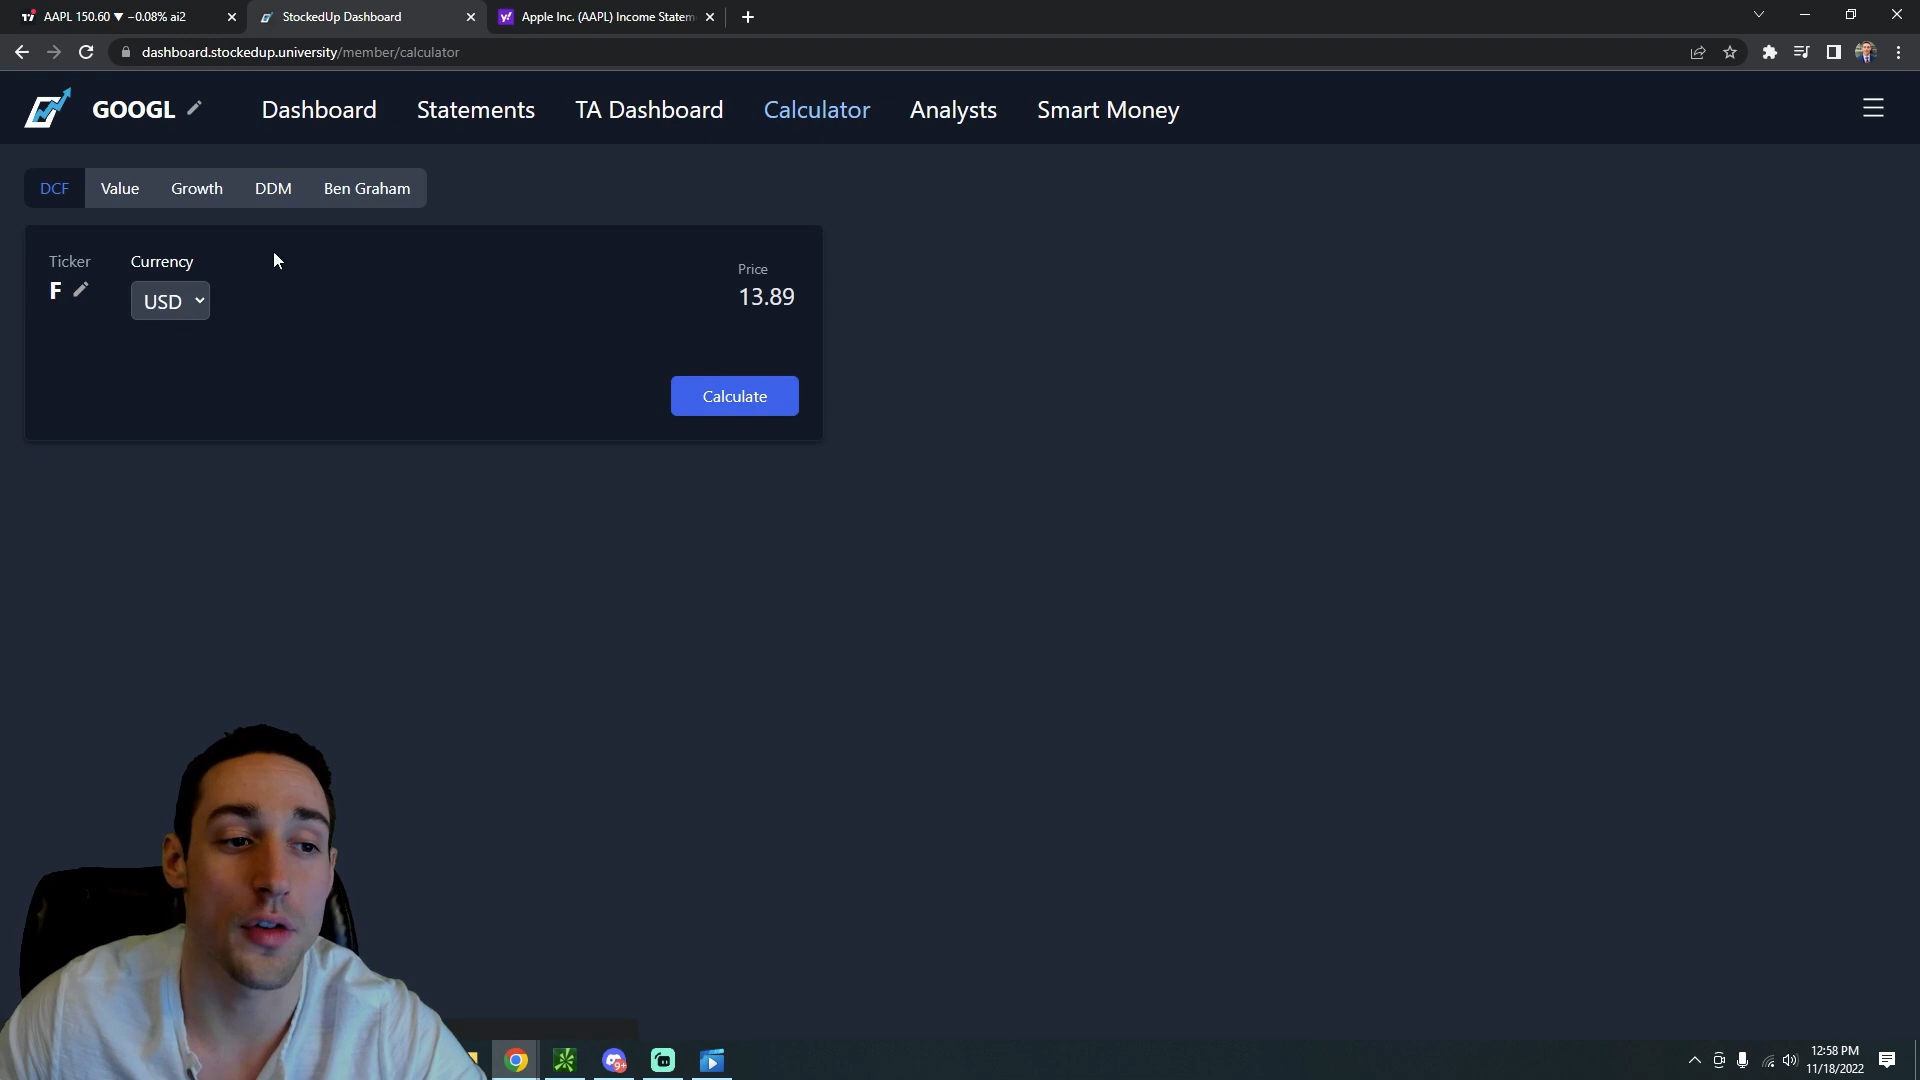 AAPL 150.60 ▼ −0.08% ai2
StockedUp Dashboard
Apple Inc. (AAPL) Income Statem
dashboard.stockedup.university/member/calculator
GOOGL
Dashboard
Statements
TA Dashboard
Calculator
Analysts
Smart Money
DCF
Value
Growth
DDM
Ben Graham
Ticker
Currency
Price
F
USD
13.89
Calculate
9+
12:58 PM
11/18/2022